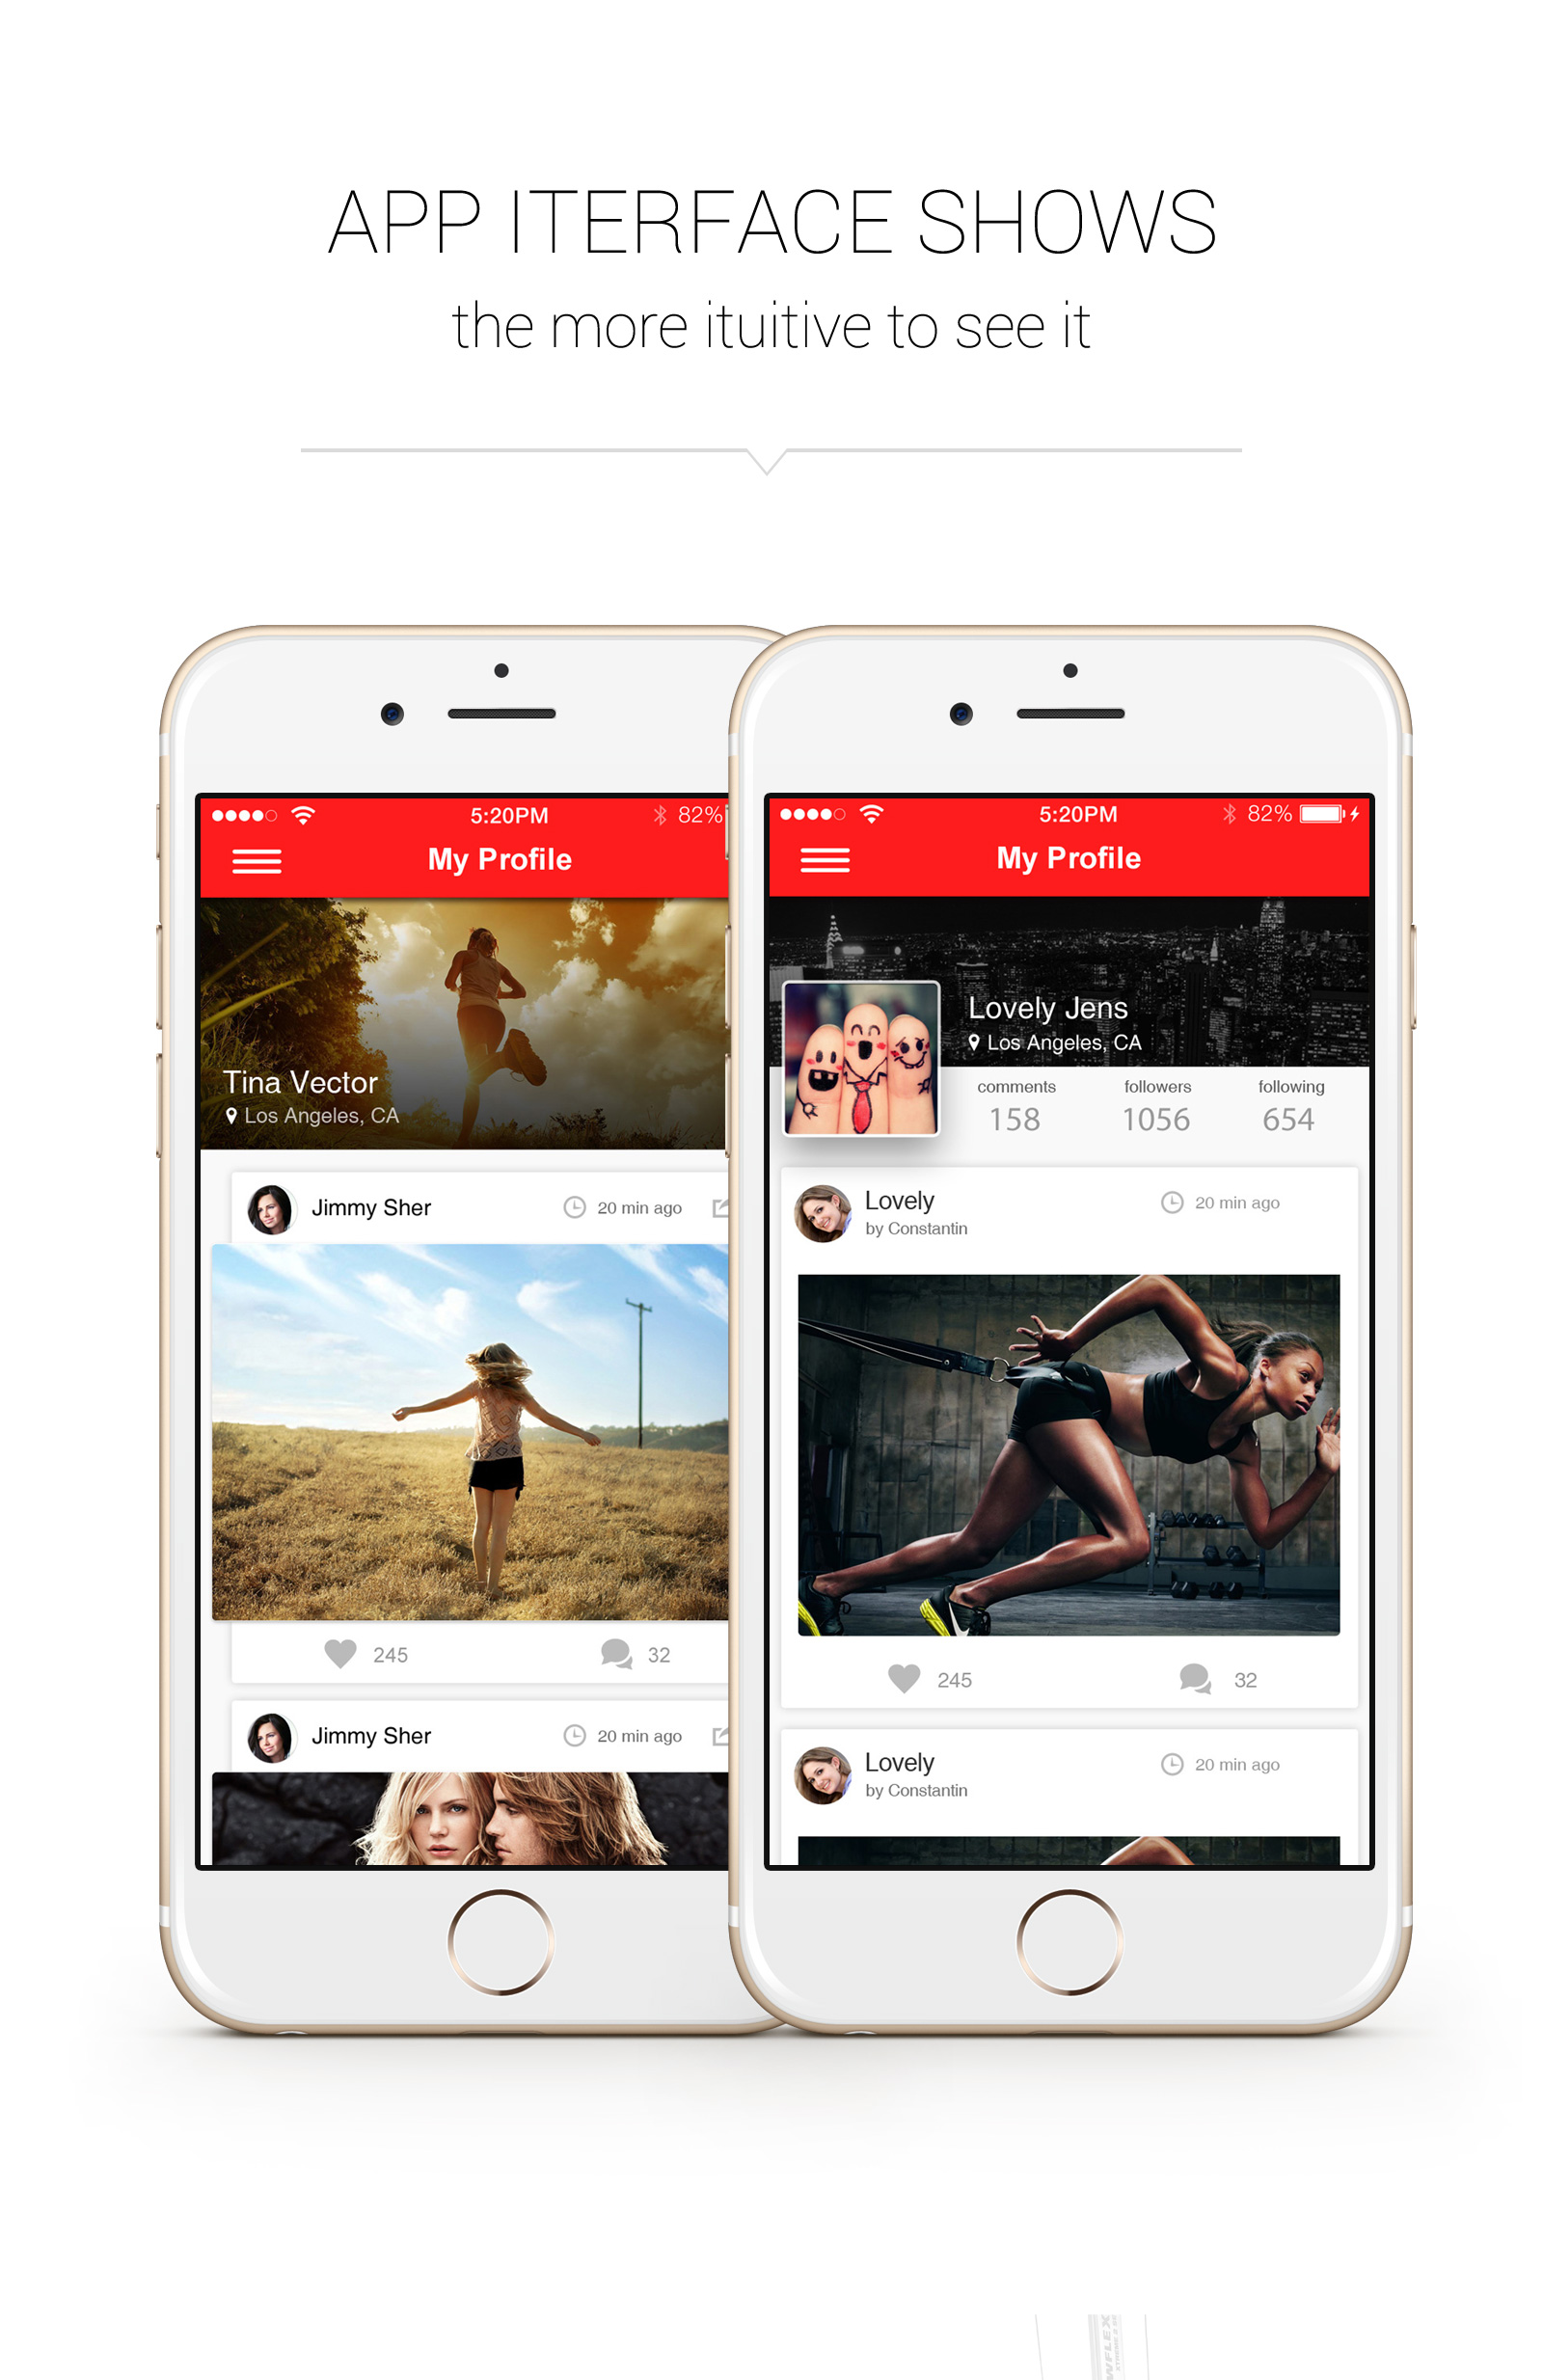 APP ITERFACE SHOWS
the more ituitive to see it
5:20PM
82%
My Profile
Tina Vector
Los Angeles, CA
Jimmy Sher
20 min ago
245
32
Jimmy Sher
20 min ago
5:20PM
82%
My Profile
Lovely Jens
Los Angeles, CA
comments followers following
158 1056 654
Lovely
20 min ago
by Constantin
245
32
Lovely
20 min ago
by Constantin